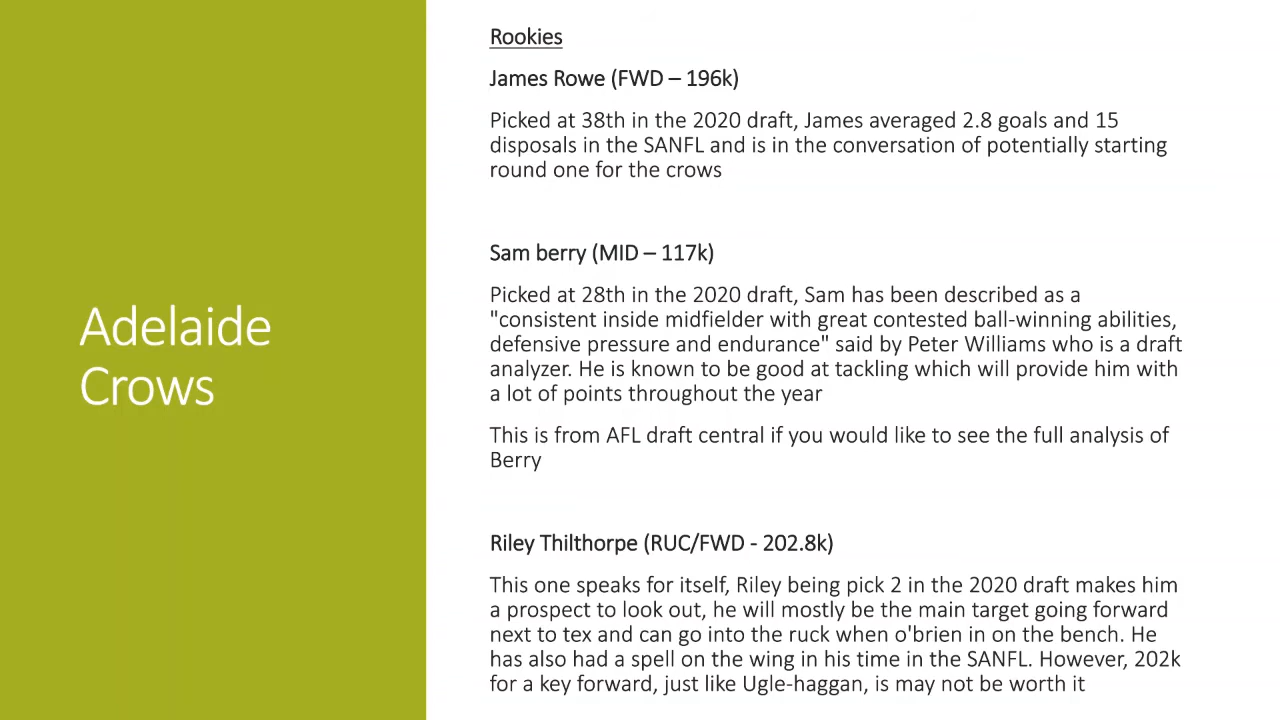 Adelaide
Crows
Rookies
James Rowe (FWD – 196k)
Picked at 38th in the 2020 draft, James averaged 2.8 goals and 15
disposals in the SANFL and is in the conversation of potentially starting
round one for the crows
Sam berry (MID – 117k)
Picked at 28th in the 2020 draft, Sam has been described as a
"consistent inside midfielder with great contested ball-winning abilities,
defensive pressure and endurance" said by Peter Williams who is a draft
analyzer. He is known to be good at tackling which will provide him with
a lot of points throughout the year
This is from AFL draft central if you would like to see the full analysis of
Berry
Riley Thilthorpe (RUC/FWD - 202.8k)
This one speaks for itself, Riley being pick 2 in the 2020 draft makes him
a prospect to look out, he will mostly be the main target going forward
next to tex and can go into the ruck when o'brien in on the bench. He
has also had a spell on the wing in his time in the SANFL. However, 202k
for a key forward, just like Ugle-haggan, is may not be worth it